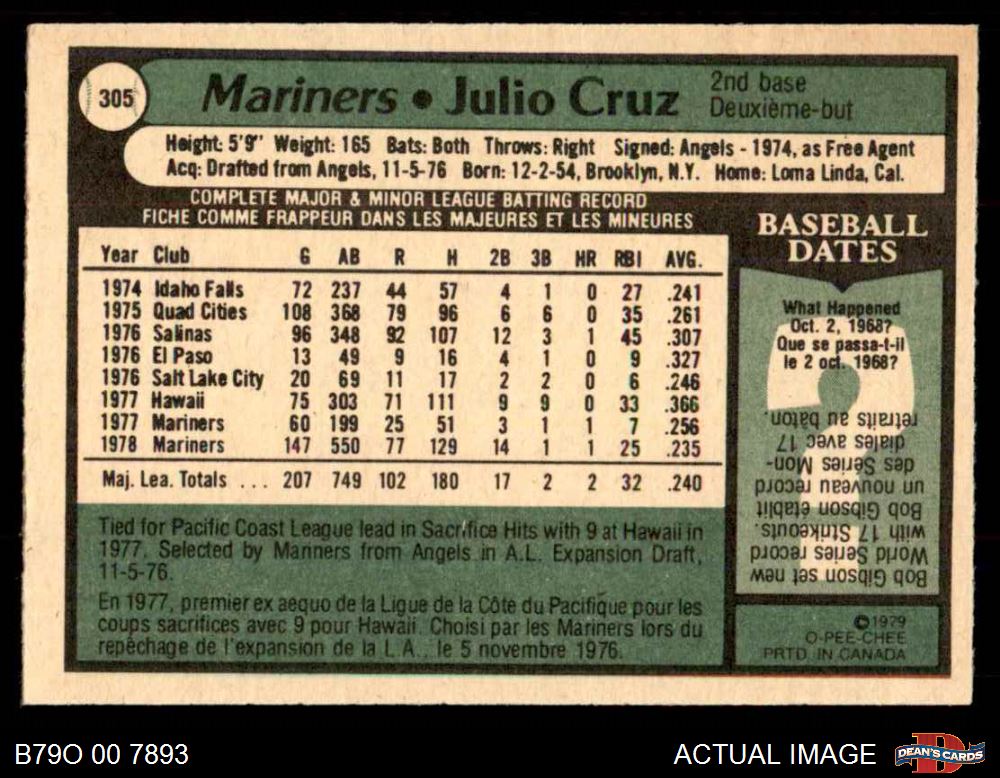 305
Mariners • Julio Cruz
2nd base
Deuxième-but
Height: 5'9" Weight: 165 Bats: Both Throws: Right Signed: Angels - 1974, as Free Agent
Acq: Drafted from Angels, 11-5-76 Born: 12-2-54, Brooklyn, N.Y. Home: Loma Linda, Cal.
COMPLETE MAJOR & MINOR LEAGUE BATTING RECORD
FICHE COMME FRAPPEUR DANS LES MAJEURES ET LES MINEURES
Year Club G AB R H 2B 3B HR RBI AVG.
1974 Idaho Falls 72 237 44 57 4 1 0 27 .241
1975 Quad Cities 108 368 79 96 6 6 0 35 .261
1976 Salinas 96 348 92 107 12 3 1 45 .307
1976 El Paso 13 49 9 16 4 1 0 9 .327
1976 Salt Lake City 20 69 11 17 2 2 0 6 .246
1977 Hawaii 75 303 71 111 9 9 0 33 .366
1977 Mariners 60 199 25 51 3 1 1 7 .256
1978 Mariners 147 550 77 129 14 1 1 25 .235
Maj. Lea. Totals ... 207 749 102 180 17 2 2 32 .240
Tied for Pacific Coast League lead in Sacrifice Hits with 9 at Hawaii in
1977. Selected by Mariners from Angels in A.L. Expansion Draft,
11-5-76.
En 1977, premier ex aequo de la Ligue de la Côte du Pacifique pour les
coups sacrifices avec 9 pour Hawaii. Choisi par les Mariners lors du
repêchage de l'expansion de la L.A., le 5 novembre 1976.
BASEBALL
DATES
What Happened
Oct. 2, 1968?
Que se passa-t-il
le 2 oct. 1968?
Bob Gibson set new
World Series record
with 17 Strikeouts.
Bob Gibson établit
un nouveau record
des Séries Mon-
diales avec 17
retraits au bâton.
©1979
O-PEE-CHEE
PRTD. IN CANADA
B79O 00 7893
ACTUAL IMAGE
D
DEAN'S CARDS